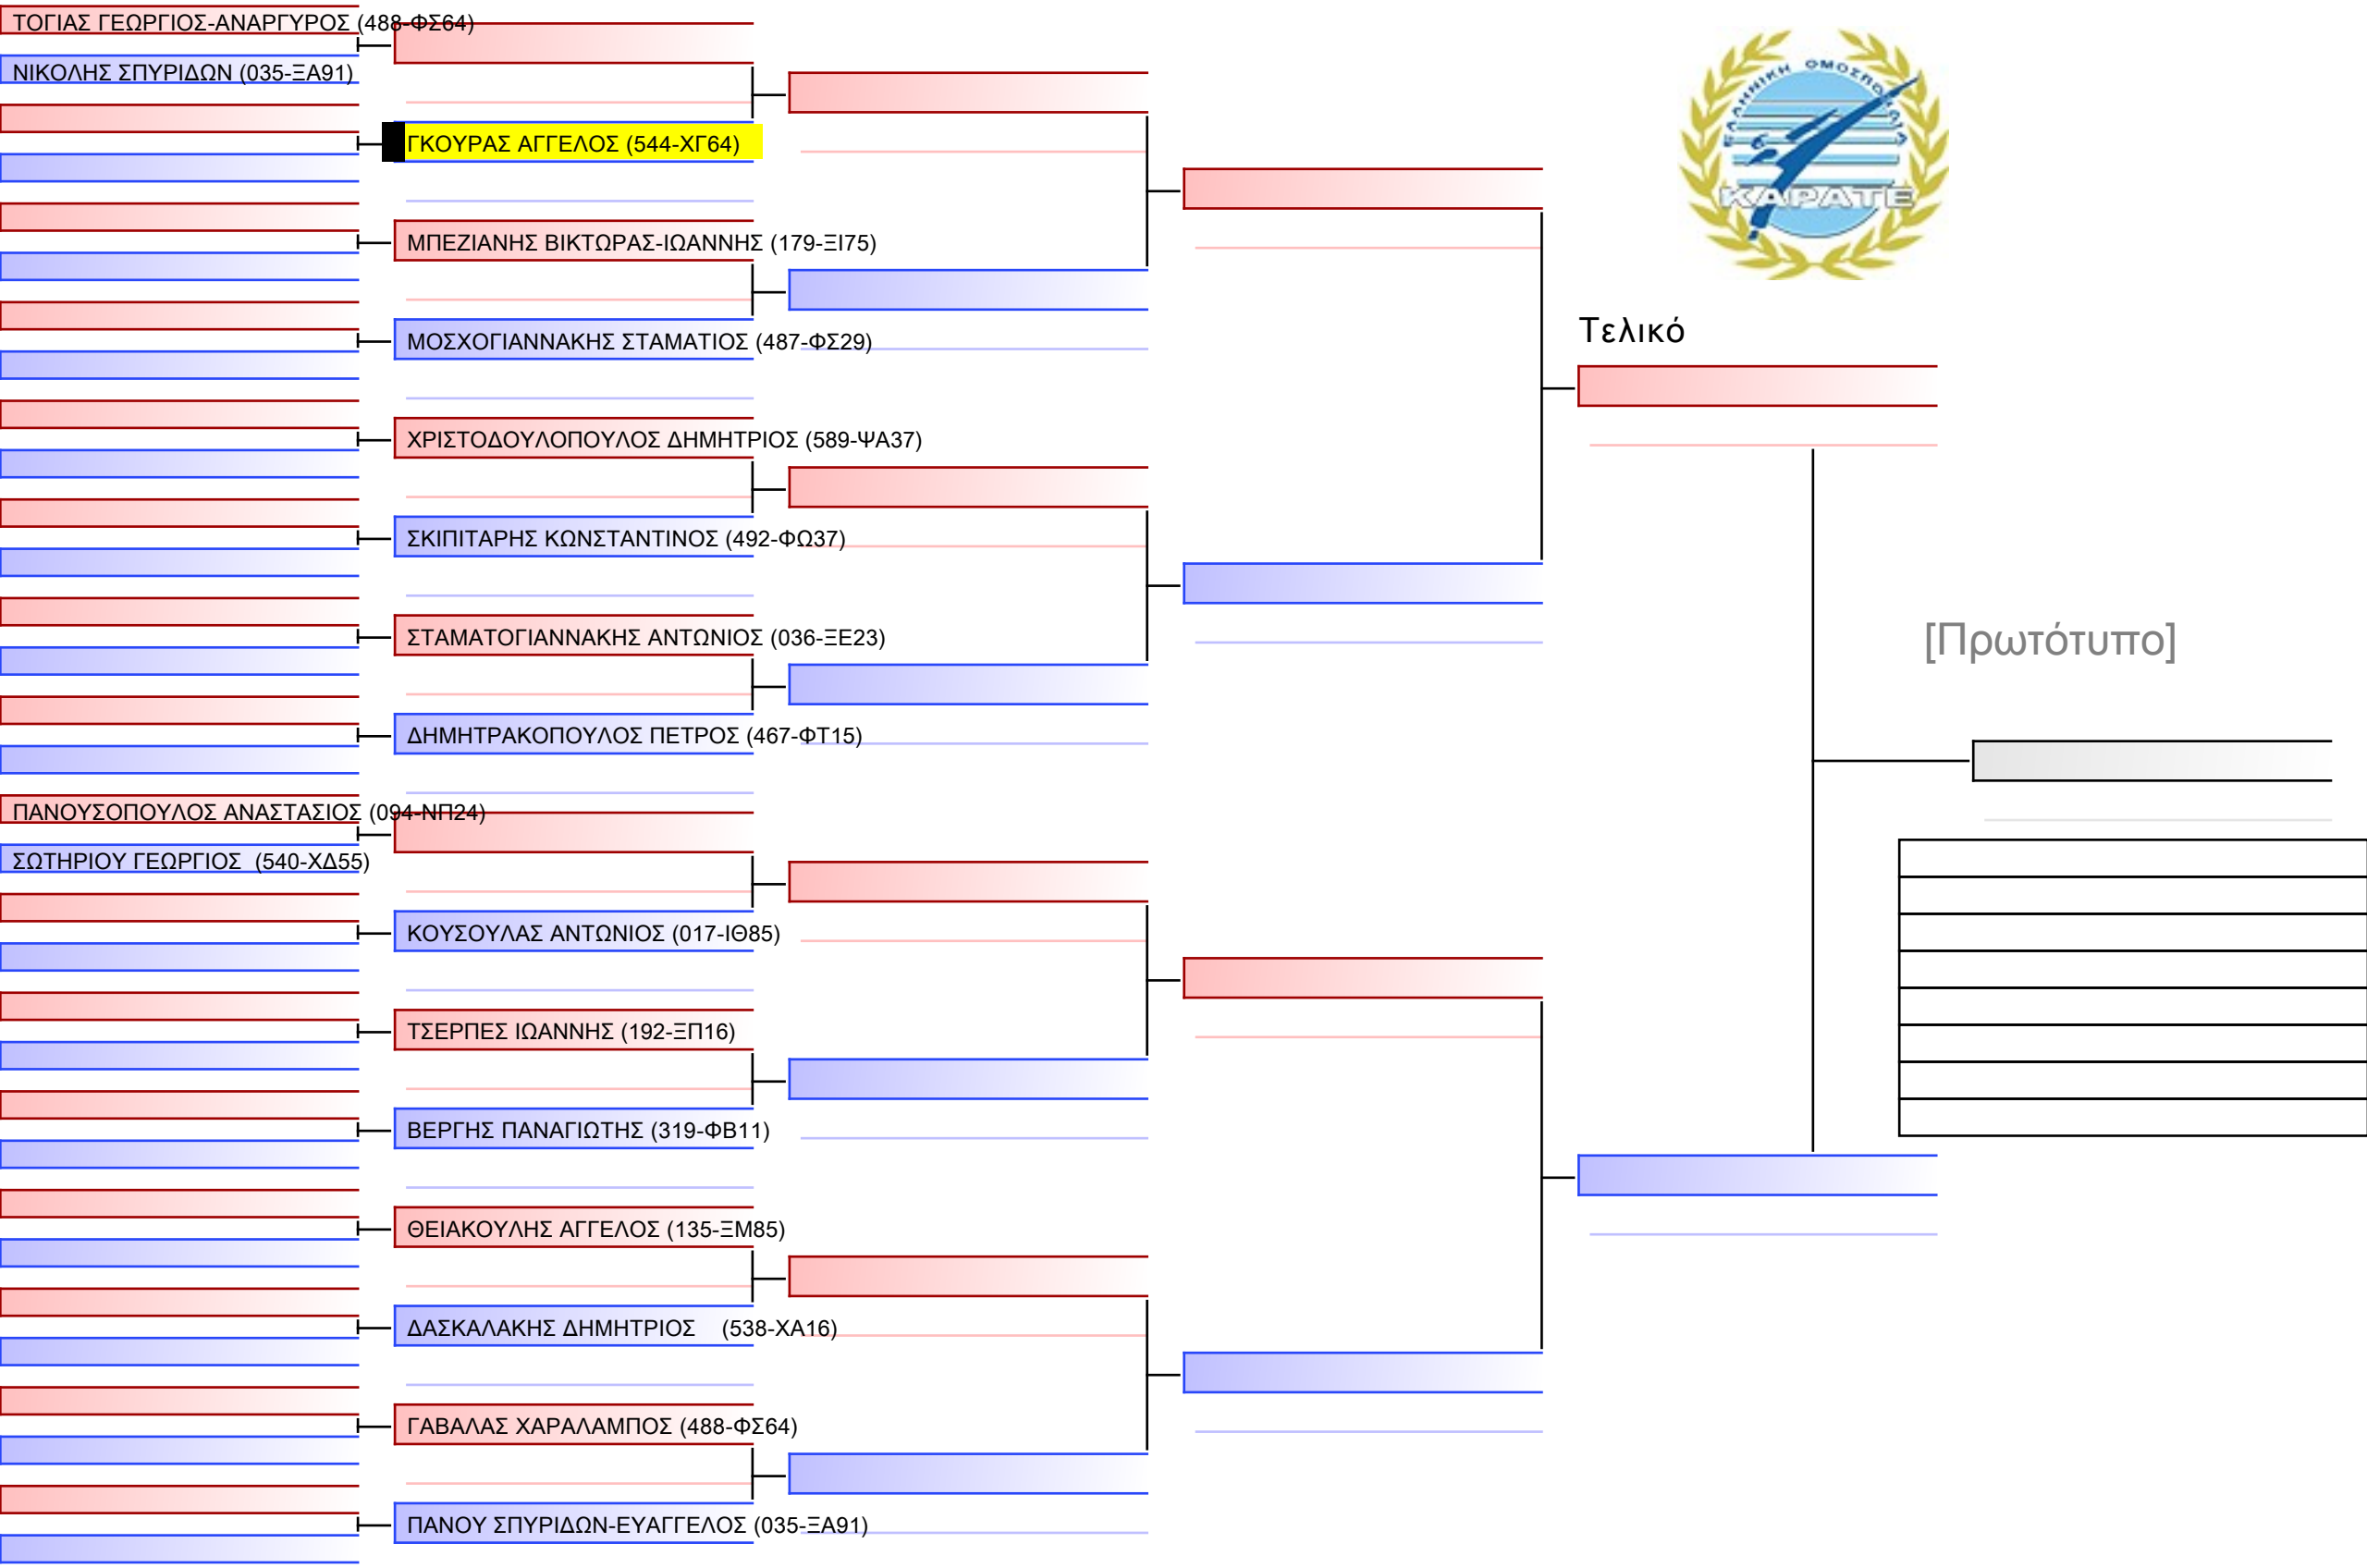 ΤΟΓΙΑΣ ΓΕΩΡΓΙΟΣ-ΑΝΑΡΓΥΡΟΣ (488-ΦΣ64)
ΝΙΚΟΛΗΣ ΣΠΥΡΙΔΩΝ (035-ΞΑ91)
ΓΚΟΥΡΑΣ ΑΓΓΕΛΟΣ (544-ΧΓ64)
ΜΠΕΖΙΑΝΗΣ ΒΙΚΤΩΡΑΣ-ΙΩΑΝΝΗΣ (179-ΞΙ75)
ΜΟΣΧΟΓΙΑΝΝΑΚΗΣ ΣΤΑΜΑΤΙΟΣ (487-ΦΣ29)
ΧΡΙΣΤΟΔΟΥΛΟΠΟΥΛΟΣ ΔΗΜΗΤΡΙΟΣ (589-ΨΑ37)
ΣΚΙΠΙΤΑΡΗΣ ΚΩΝΣΤΑΝΤΙΝΟΣ (492-ΦΩ37)
ΣΤΑΜΑΤΟΓΙΑΝΝΑΚΗΣ ΑΝΤΩΝΙΟΣ (036-ΞΕ23)
ΔΗΜΗΤΡΑΚΟΠΟΥΛΟΣ ΠΕΤΡΟΣ (467-ΦΤ15)
ΠΑΝΟΥΣΟΠΟΥΛΟΣ ΑΝΑΣΤΑΣΙΟΣ (094-ΝΠ24)
ΣΩΤΗΡΙΟΥ ΓΕΩΡΓΙΟΣ (540-ΧΔ55)
ΚΟΥΣΟΥΛΑΣ ΑΝΤΩΝΙΟΣ (017-ΙΘ85)
ΤΣΕΡΠΕΣ ΙΩΑΝΝΗΣ (192-ΞΠ16)
ΒΕΡΓΗΣ ΠΑΝΑΓΙΩΤΗΣ (319-ΦΒ11)
ΘΕΙΑΚΟΥΛΗΣ ΑΓΓΕΛΟΣ (135-ΞΜ85)
ΔΑΣΚΑΛΑΚΗΣ ΔΗΜΗΤΡΙΟΣ (538-ΧΑ16)
ΓΑΒΑΛΑΣ ΧΑΡΑΛΑΜΠΟΣ (488-ΦΣ64)
ΠΑΝΟΥ ΣΠΥΡΙΔΩΝ-ΕΥΑΓΓΕΛΟΣ (035-ΞΑ91)
ΕΛΛΗΝΙΚΗ ΟΜΟΣΠΟΝΔΙΑ
ΚΑΡΑΤΕ
Τελικό
[Πρωτότυπο]